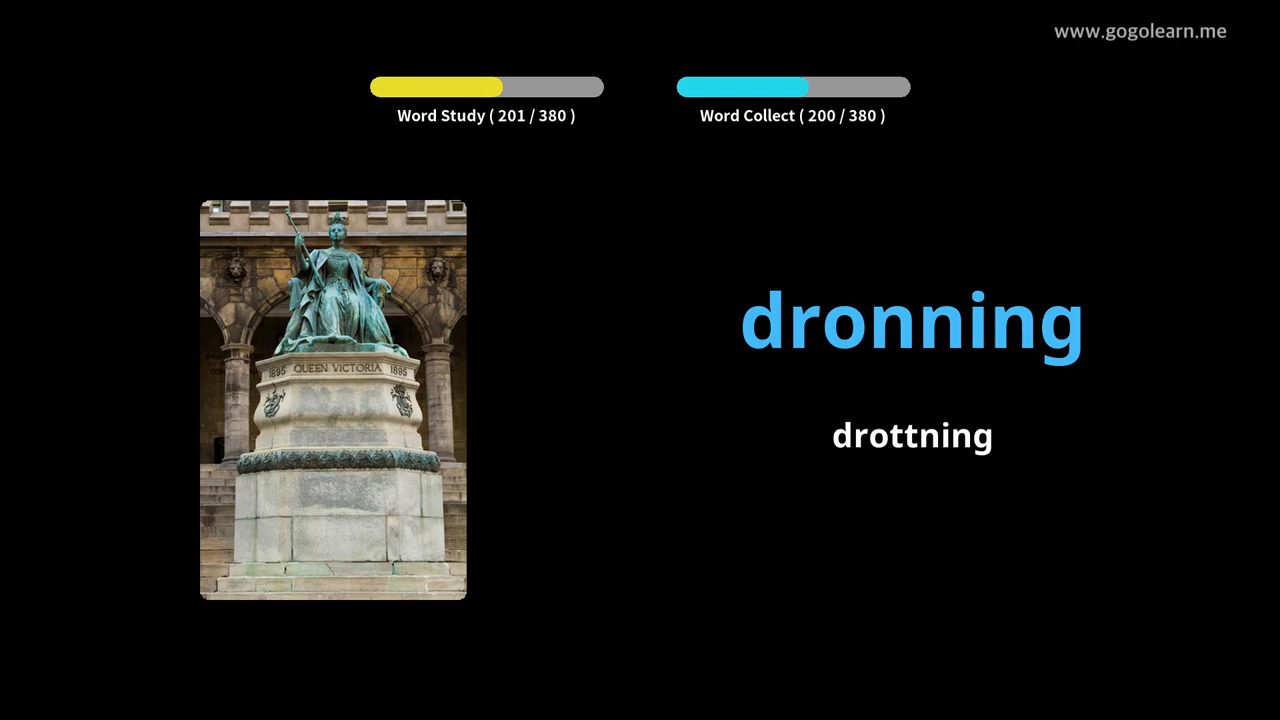 www.gogolearn.me
Word Study ( 201 / 380 )
Word Collect ( 200 / 380 )
dronning
drottning
1895 QUEEN VICTORIA 1895